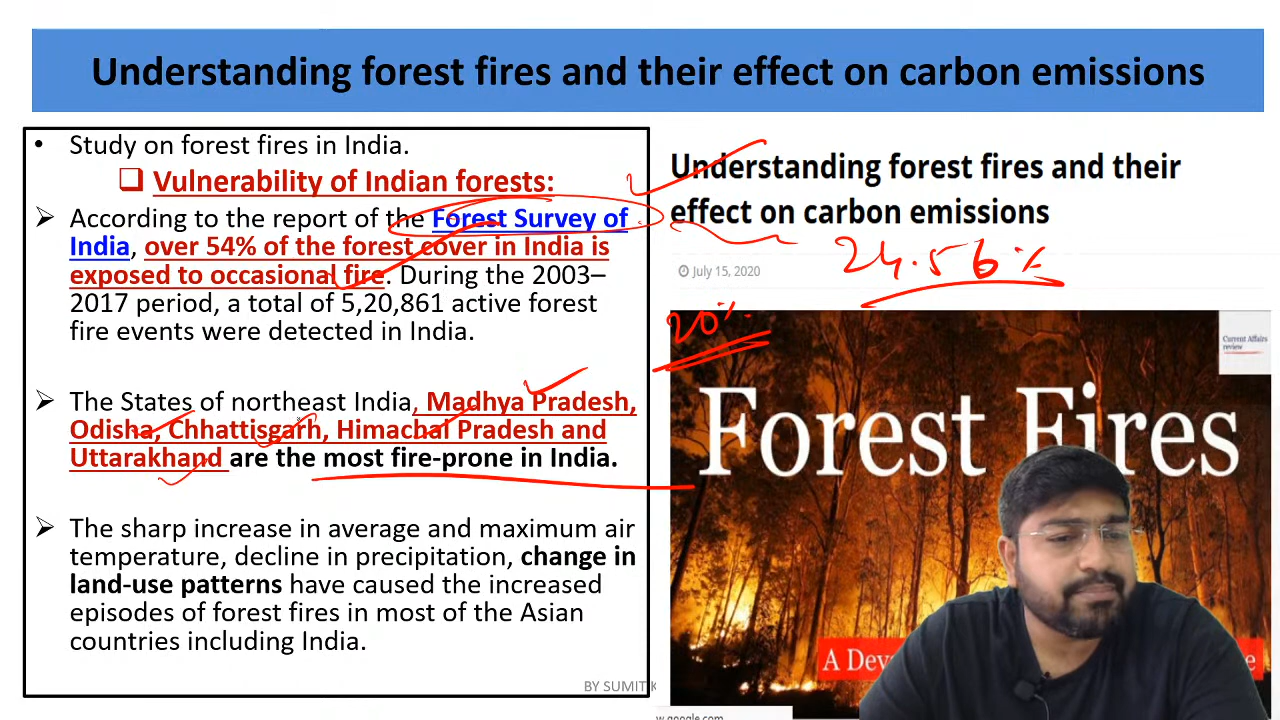 Understanding forest fires and their effect on carbon emissions
• Study on forest fires in India.
❑ Vulnerability of Indian forests:
➢ According to the report of the Forest Survey of
India, over 54% of the forest cover in India is
exposed to occasional fire. During the 2003–
2017 period, a total of 5,20,861 active forest
fire events were detected in India.
➢ The States of northeast India, Madhya Pradesh,
Odisha, Chhattisgarh, Himachal Pradesh and
Uttarakhand are the most fire-prone in India.
➢ The sharp increase in average and maximum air
temperature, decline in precipitation, change in
land-use patterns have caused the increased
episodes of forest fires in most of the Asian
countries including India.
BY SUMIT K
Understanding forest fires and their
effect on carbon emissions
24.56%
July 15, 2020
20%
Current Affairs
review
Forest Fires
A
w.google.com